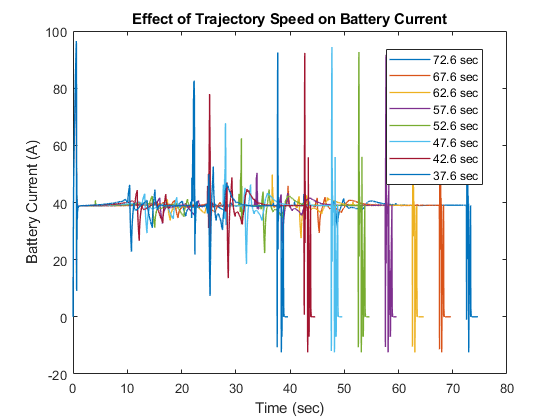 Effect of Trajectory Speed on Battery Current
100
80
60
40
20
0
-20
Battery Current (A)
72.6 sec
67.6 sec
62.6 sec
57.6 sec
52.6 sec
47.6 sec
42.6 sec
37.6 sec
0 10 20 30 40 50 60 70 80
Time (sec)